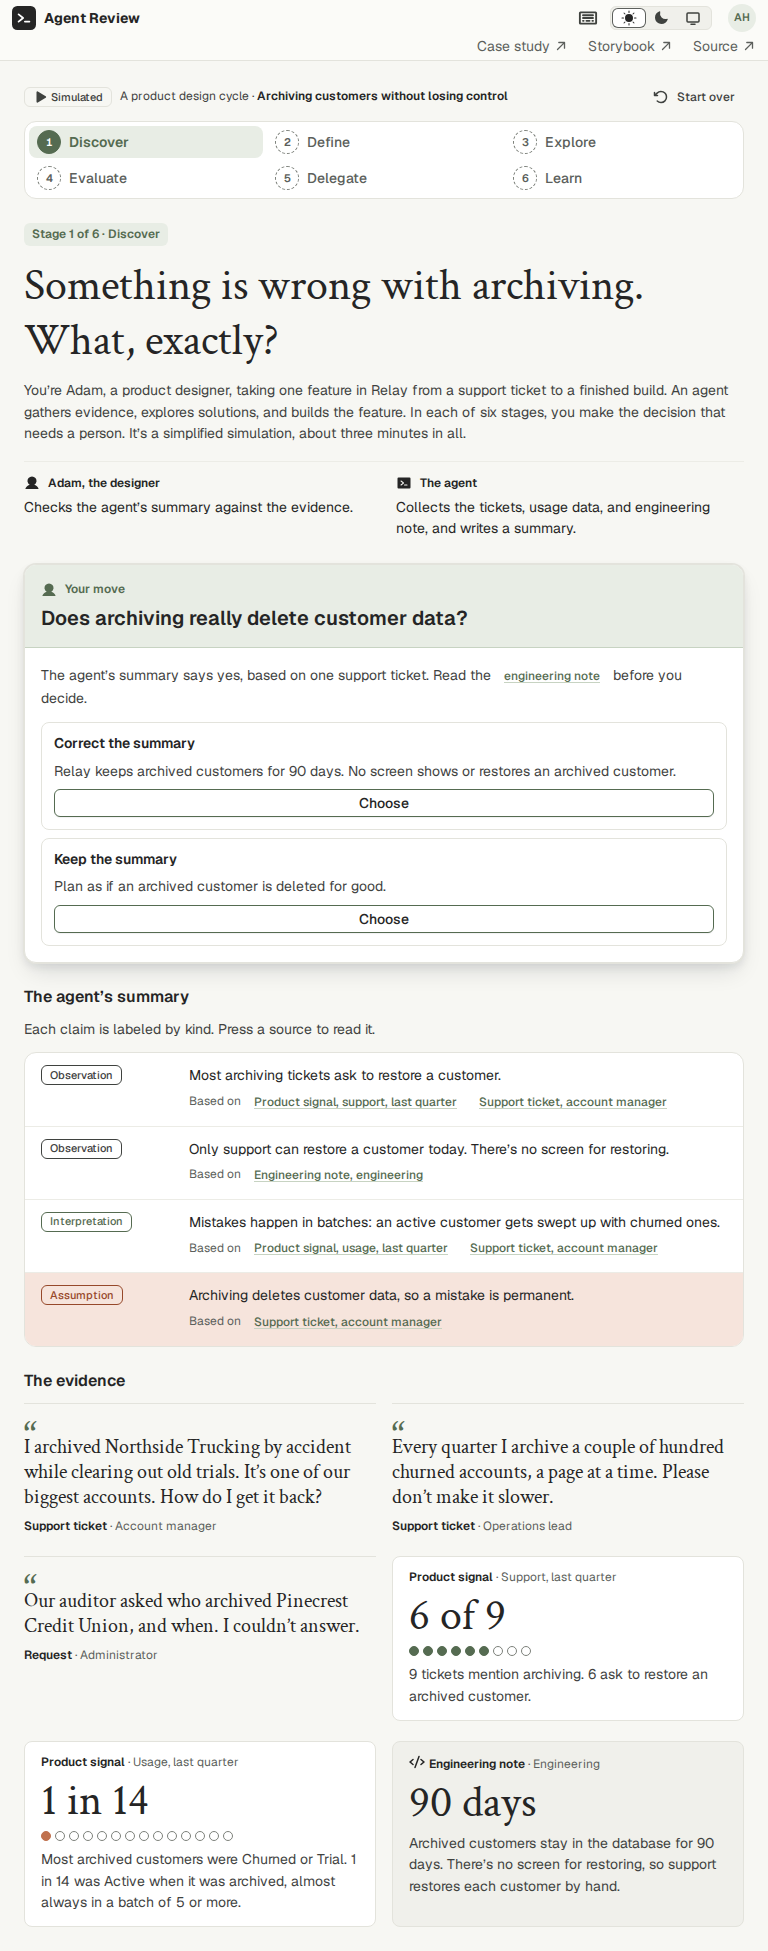 Agent Review
AH
Case study
Storybook
Source
Simulated
A product design cycle · Archiving customers without losing control
Start over
1 Discover
2 Define
3 Explore
4 Evaluate
5 Delegate
6 Learn
Stage 1 of 6 · Discover
Something is wrong with archiving.
What, exactly?
You’re Adam, a product designer, taking one feature in Relay from a support ticket to a finished build. An agent
gathers evidence, explores solutions, and builds the feature. In each of six stages, you make the decision that
needs a person. It’s a simplified simulation, about three minutes in all.
Adam, the designer
Checks the agent’s summary against the evidence.
The agent
Collects the tickets, usage data, and engineering
note, and writes a summary.
Your move
Does archiving really delete customer data?
The agent’s summary says yes, based on one support ticket. Read the engineering note before you
decide.
Correct the summary
Relay keeps archived customers for 90 days. No screen shows or restores an archived customer.
Choose
Keep the summary
Plan as if an archived customer is deleted for good.
Choose
The agent’s summary
Each claim is labeled by kind. Press a source to read it.
Observation
Most archiving tickets ask to restore a customer.
Based on Product signal, support, last quarter Support ticket, account manager
Observation
Only support can restore a customer today. There’s no screen for restoring.
Based on Engineering note, engineering
Interpretation
Mistakes happen in batches: an active customer gets swept up with churned ones.
Based on Product signal, usage, last quarter Support ticket, account manager
Assumption
Archiving deletes customer data, so a mistake is permanent.
Based on Support ticket, account manager
The evidence
“
I archived Northside Trucking by accident
while clearing out old trials. It’s one of our
biggest accounts. How do I get it back?
Support ticket · Account manager
“
Every quarter I archive a couple of hundred
churned accounts, a page at a time. Please
don’t make it slower.
Support ticket · Operations lead
“
Our auditor asked who archived Pinecrest
Credit Union, and when. I couldn’t answer.
Request · Administrator
Product signal · Support, last quarter
6 of 9
9 tickets mention archiving. 6 ask to restore an
archived customer.
Product signal · Usage, last quarter
1 in 14
Most archived customers were Churned or Trial. 1
in 14 was Active when it was archived, almost
always in a batch of 5 or more.
Engineering note · Engineering
90 days
Archived customers stay in the database for 90
days. There’s no screen for restoring, so support
restores each customer by hand.